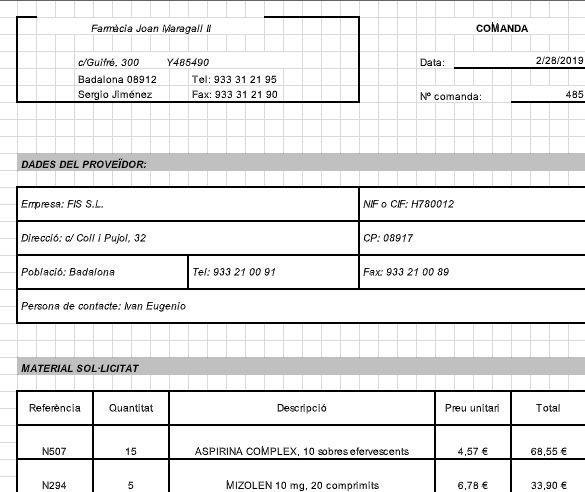 Farmàcia Joan Maragall II
COMANDA
c/Guifré, 300 Y485490
Data: 2/28/2019
Badalona 08912 Tel: 933 31 21 95
Sergio Jiménez Fax: 933 31 21 90
Nº comanda: 485
DADES DEL PROVEÏDOR:
Empresa: FIS S.L. NIF o CIF: H780012
Direcció: c/ Coll i Pujol, 32 CP: 08917
Població: Badalona Tel: 933 21 00 91 Fax: 933 21 00 89
Persona de contacte: Ivan Eugenio
MATERIAL SOL·LICITAT
Referència Quantitat Descripció Preu unitari Total
N507 15 ASPIRINA COMPLEX, 10 sobres efervescents 4,57 € 68,55 €
N294 5 MIZOLEN 10 mg, 20 comprimits 6,78 € 33,90 €